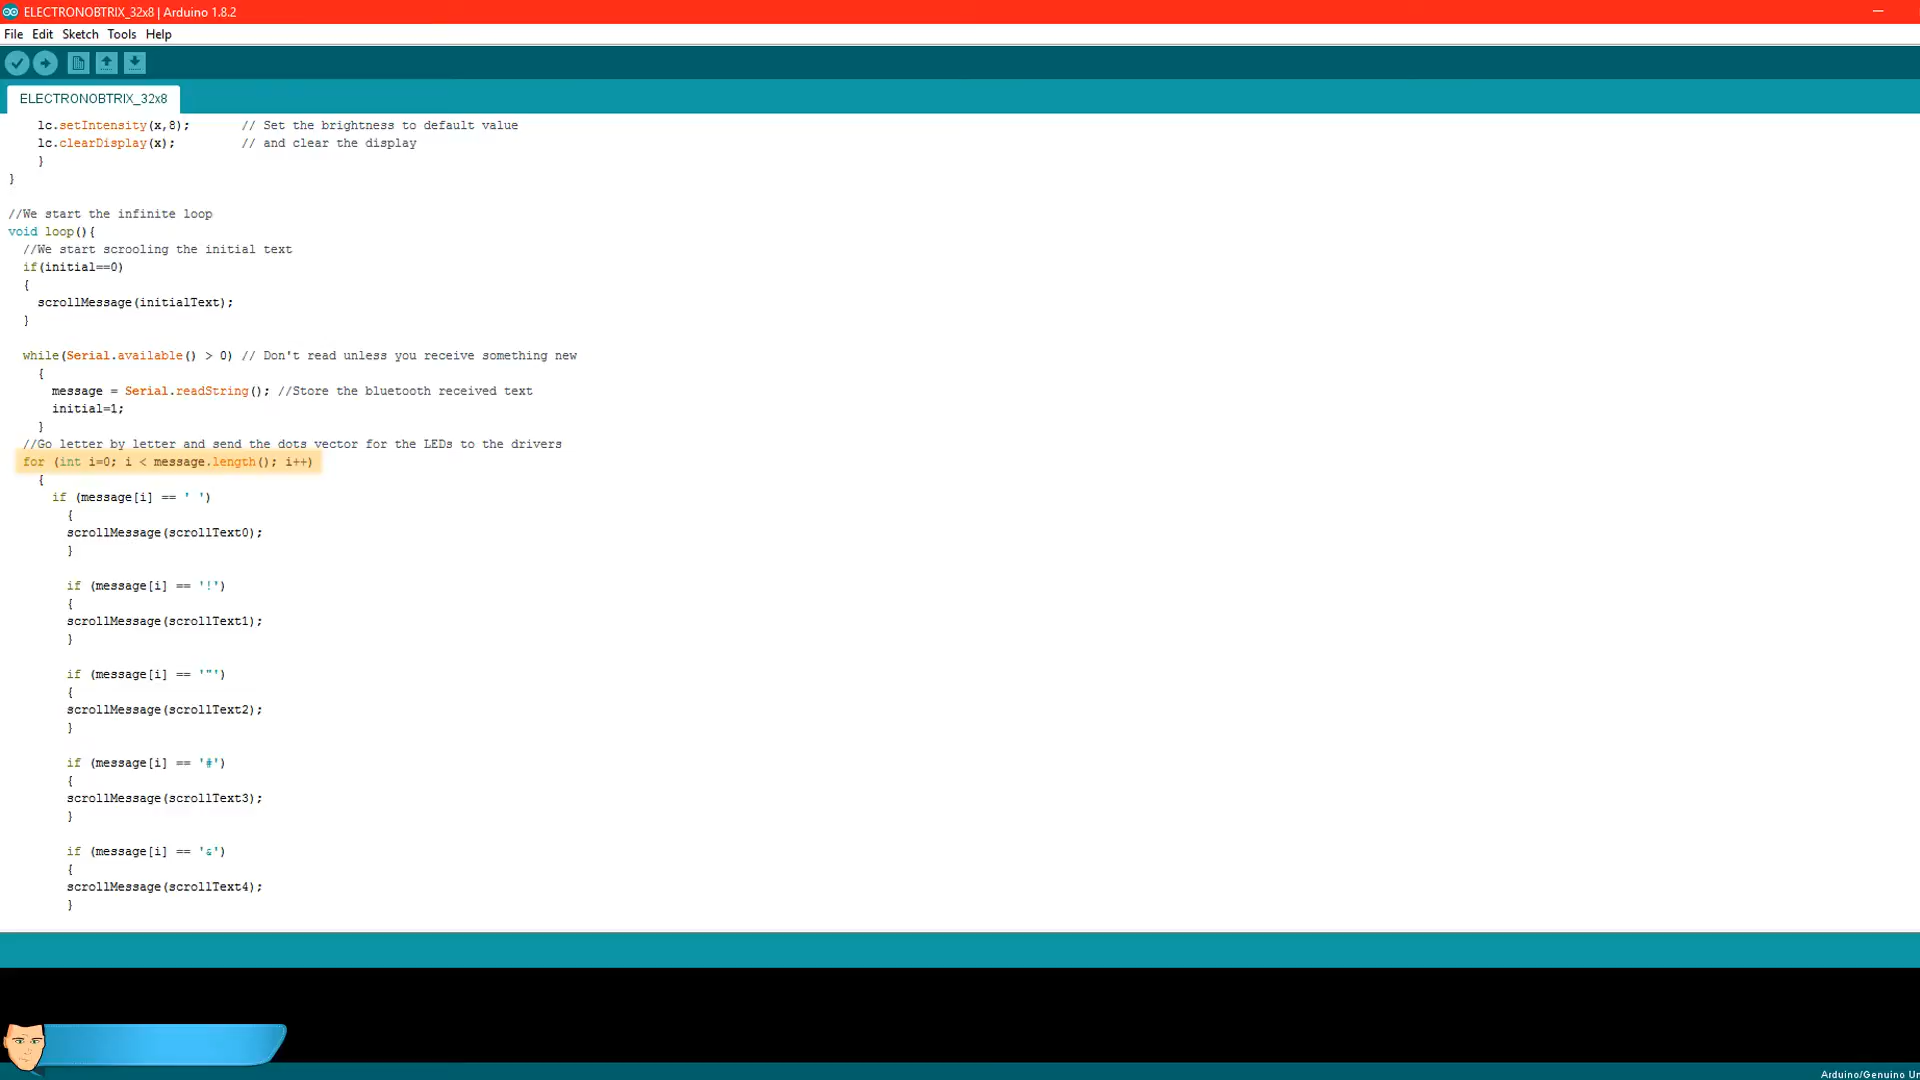 ELECTRONOBTRIX_32x8 | Arduino 1.8.2
File Edit Sketch Tools Help
ELECTRONOBTRIX_32x8
lc.setIntensity(x,8);       // Set the brightness to default value
lc.clearDisplay(x);         // and clear the display
}
}
//We start the infinite loop
void loop(){
//We start scrooling the initial text
if(initial==0)
{
scrollMessage(initialText);
}
while(Serial.available() > 0) // Don't read unless you receive something new
{
message = Serial.readString(); //Store the bluetooth received text
initial=1;
}
//Go letter by letter and send the dots vector for the LEDs to the drivers
for (int i=0; i < message.length(); i++)
{
if (message[i] == ' ')
{
scrollMessage(scrollText0);
}
if (message[i] == '!')
{
scrollMessage(scrollText1);
}
if (message[i] == '"')
{
scrollMessage(scrollText2);
}
if (message[i] == '#')
{
scrollMessage(scrollText3);
}
if (message[i] == '&')
{
scrollMessage(scrollText4);
}
Arduino/Genuino Un